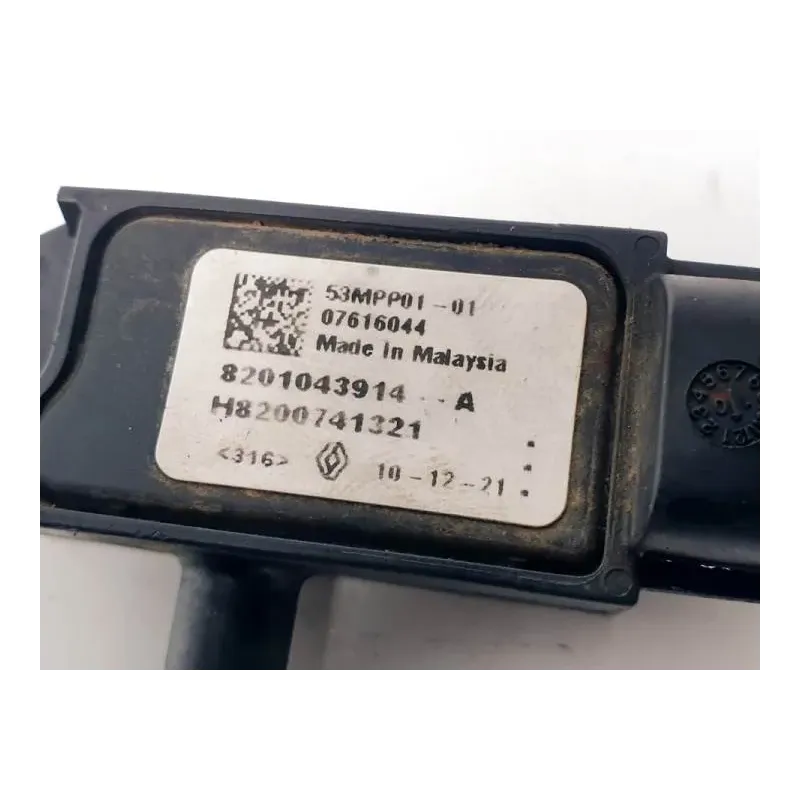 53MPP01-01
07616044
Made in Malaysia
8201043914--A
H8200741321
<316> 10-12-21